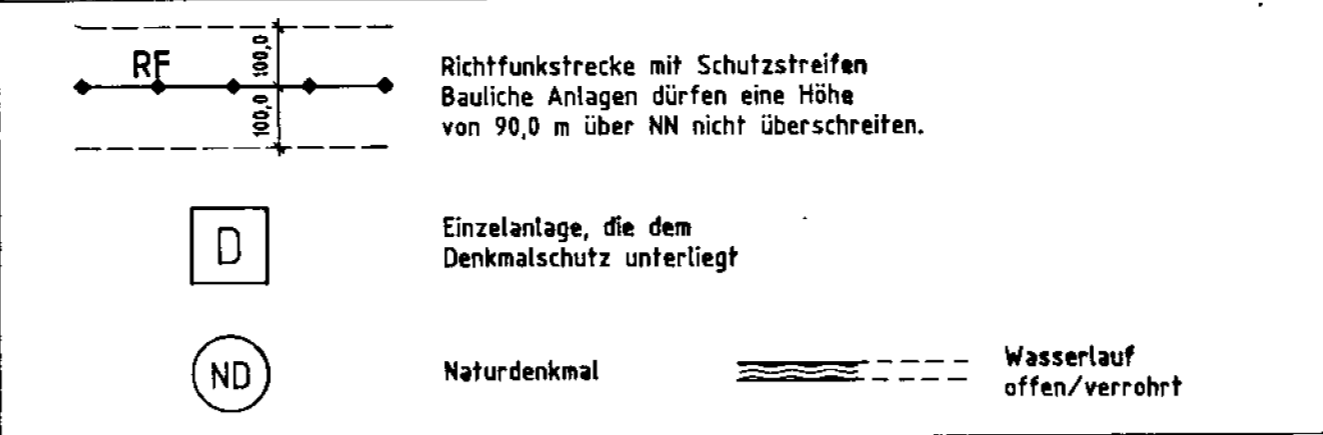 RF
100,0
100,0
Richtfunkstrecke mit Schutzstreifen
Bauliche Anlagen dürfen eine Höhe
von 90,0 m über NN nicht überschreiten.
D
Einzelanlage, die dem
Denkmalschutz unterliegt
ND
Naturdenkmal
Wasserlauf
offen/verrohrt